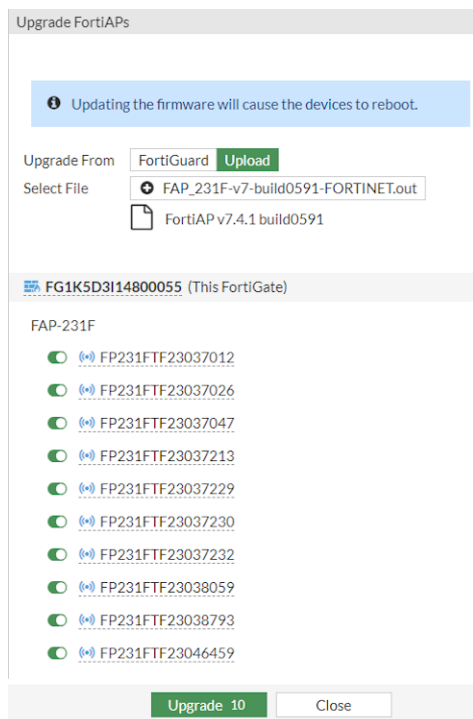 Upgrade FortiAPs
Updating the firmware will cause the devices to reboot.
Upgrade From FortiGuard Upload
Select File FAP_231F-v7-build0591-FORTINET.out
FortiAP v7.4.1 build0591
FG1K5D3I14800055 (This FortiGate)
FAP-231F
FP231FTF23037012
FP231FTF23037026
FP231FTF23037047
FP231FTF23037213
FP231FTF23037229
FP231FTF23037230
FP231FTF23037232
FP231FTF23038059
FP231FTF23038793
FP231FTF23046459
Upgrade 10 Close